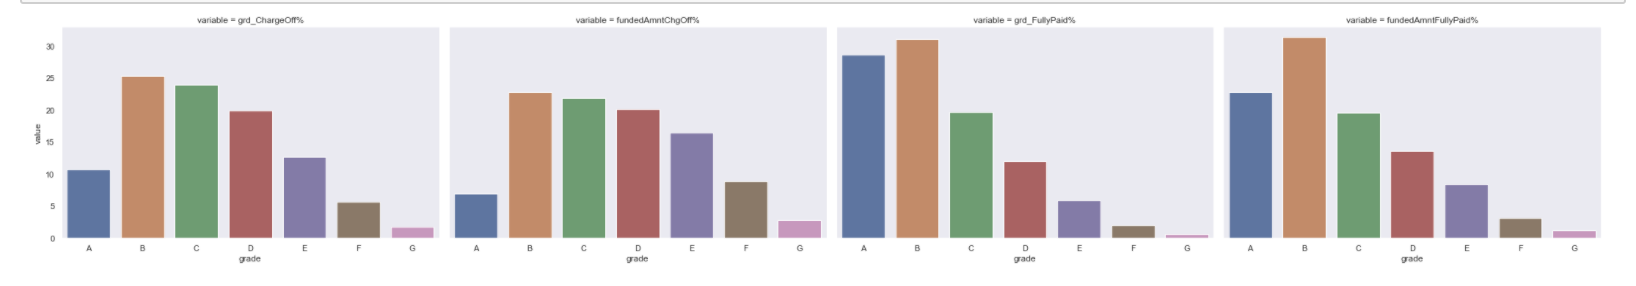 variable = grd_ChargeOff%
variable = fundedAmntChgOff%
variable = grd_FullyPaid%
variable = fundedAmntFullyPaid%
value
30
25
20
15
10
5
0
A B C D E F G
grade
A B C D E F G
grade
A B C D E F G
grade
A B C D E F G
grade